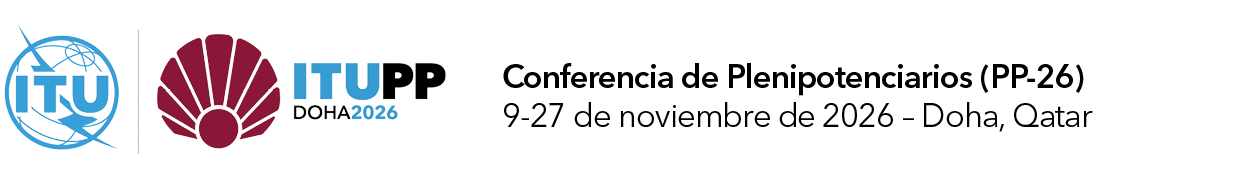 ITU
ITUPP
DOHA2026
Conferencia de Plenipotenciarios (PP-26)
9-27 de noviembre de 2026 – Doha, Qatar